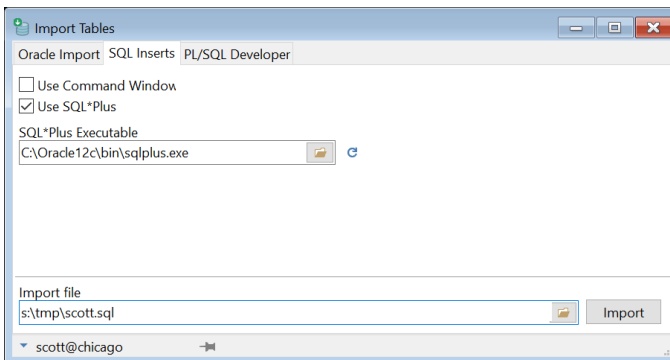 Import Tables
Oracle Import SQL Inserts PL/SQL Developer
Use Command Window
Use SQL*Plus
SQL*Plus Executable
C:\Oracle12c\bin\sqlplus.exe
Import file
s:\tmp\scott.sql
Import
scott@chicago